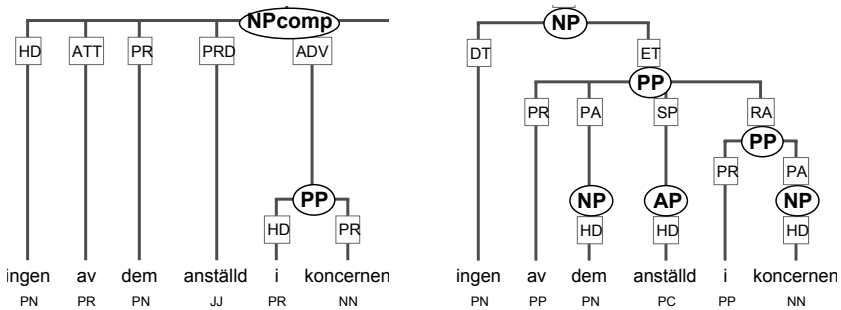 NPcomp
HD ATT PR PRD ADV
PP
HD PR
ingen av dem anställd i koncernen
PN PR PN JJ PR NN
NP
DT ET
PP
PR PA SP RA
PP
PR PA
NP AP NP
HD HD HD
ingen av dem anställd i koncernen
PN PP PN PC PP NN